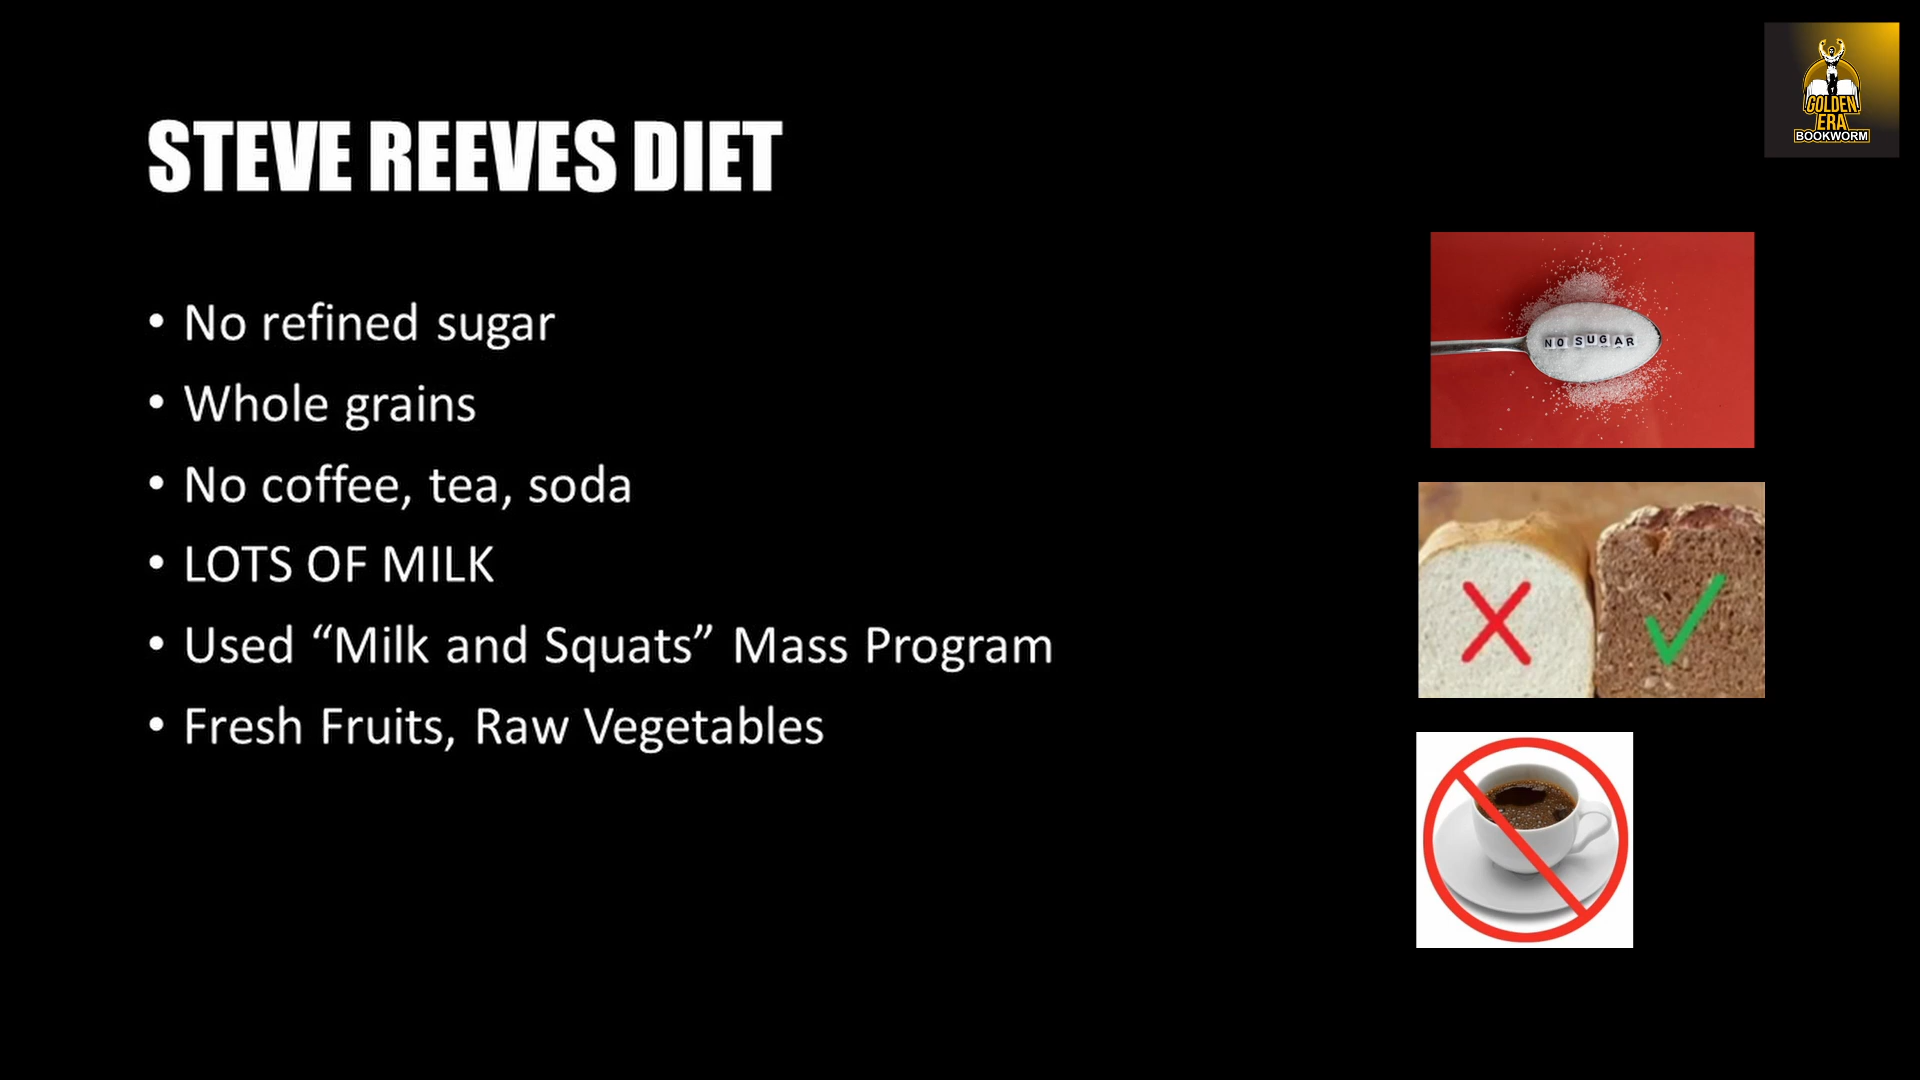 GOLDEN
ERA
BOOKWORM
STEVE REEVES DIET
• No refined sugar
• Whole grains
• No coffee, tea, soda
• LOTS OF MILK
• Used “Milk and Squats” Mass Program
• Fresh Fruits, Raw Vegetables
NO SUGAR